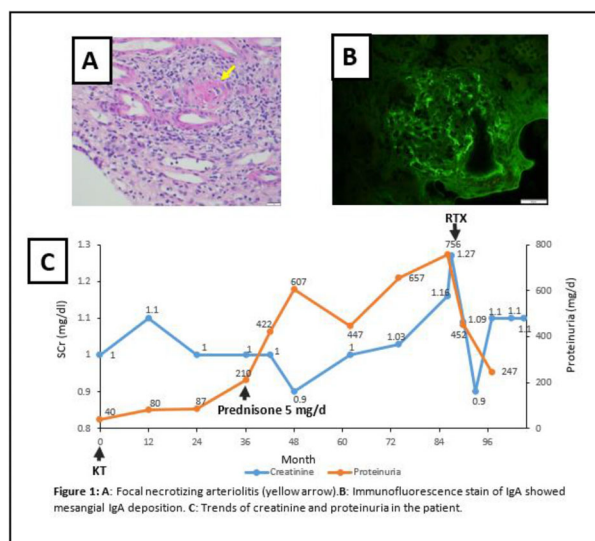 A
B
C
RTX
1.3
1.2
1.1
1
0.9
0.8
SCr (mg/dl)
800
600
400
200
0
Proteinuria (mg/d)
1
1.1
1
1
1
0.9
1
1.03
1.16
1.27
1.09
0.9
1.1
1.1
1.1
40
80
87
210
422
607
447
657
756
452
247
Prednisone 5 mg/d
0 12 24 36 48 60 72 84 96
KT
Month
Creatinine Proteinuria
Figure 1: A: Focal necrotizing arteriolitis (yellow arrow).B: Immunofluorescence stain of IgA showed
mesangial IgA deposition. C: Trends of creatinine and proteinuria in the patient.